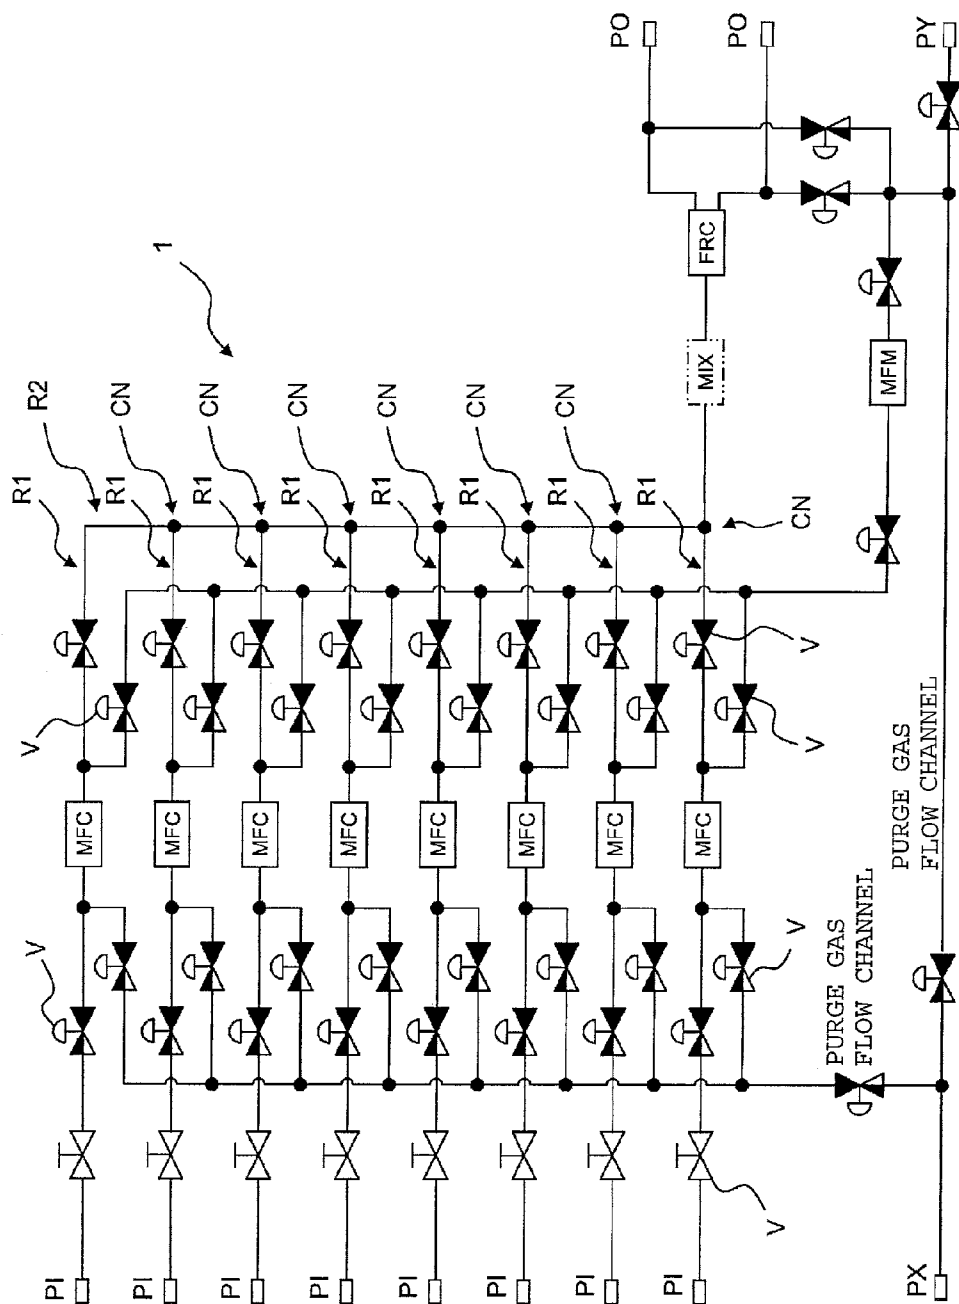 PO
PO
PY
1
FRC
MIX
MFM
R2
CN
CN
CN
CN
CN
CN
CN
R1
R1
R1
R1
R1
R1
R1
R1
V
V
V
MFC
MFC
MFC
MFC
MFC
MFC
MFC
MFC
PURGE GAS
FLOW CHANNEL
V
V
PURGE GAS
FLOW CHANNEL
V
PI
PI
PI
PI
PI
PI
PI
PI
PX